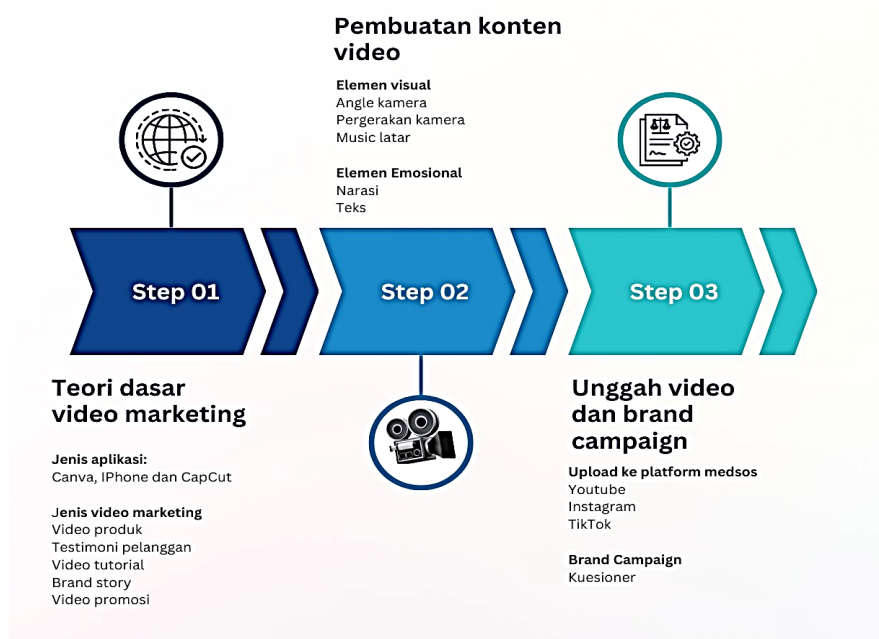 Pembuatan konten
video
Elemen visual
Angle kamera
Pergerakan kamera
Music latar
Elemen Emosional
Narasi
Teks
Step 01
Step 02
Step 03
Teori dasar
video marketing
Jenis aplikasi:
Canva, IPhone dan CapCut
Jenis video marketing
Video produk
Testimoni pelanggan
Video tutorial
Brand story
Video promosi
Unggah video
dan brand
campaign
Upload ke platform medsos
Youtube
Instagram
TikTok
Brand Campaign
Kuesioner